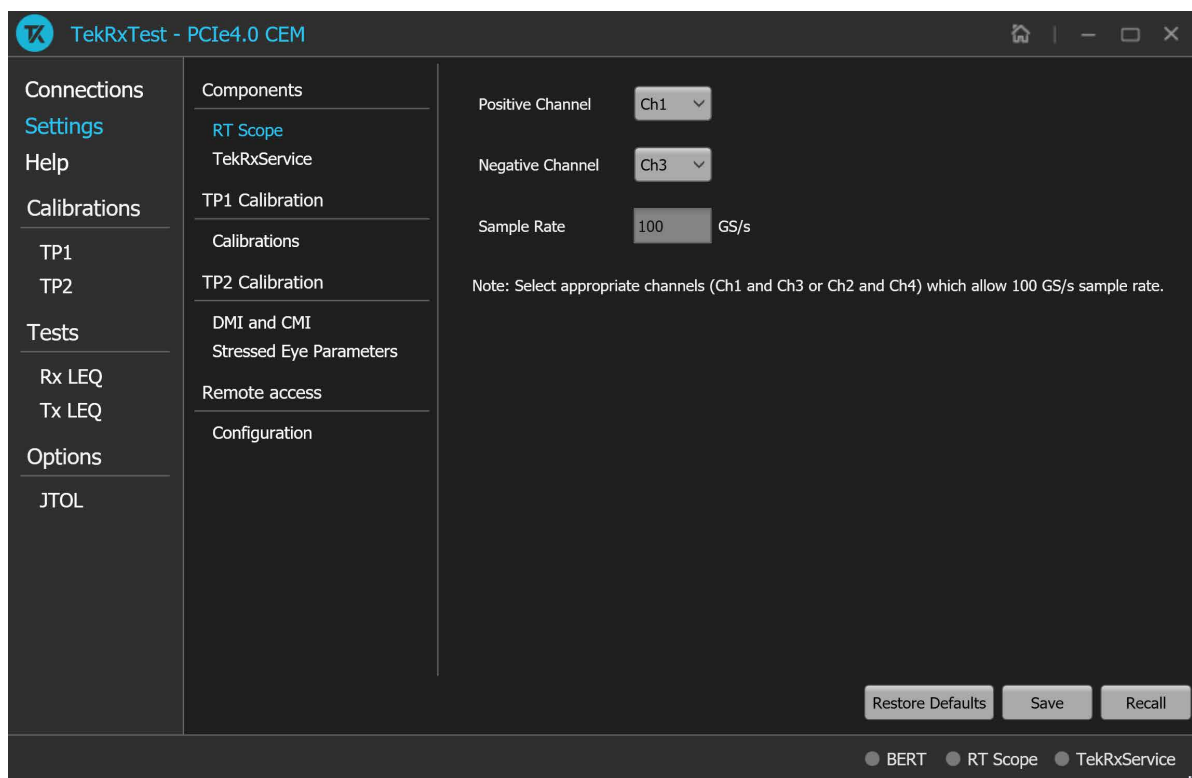 TekRxTest - PCIe4.0 CEM
Connections
Settings
Help
Calibrations
TP1
TP2
Tests
Rx LEQ
Tx LEQ
Options
JTOL
Components
RT Scope
TekRxService
TP1 Calibration
Calibrations
TP2 Calibration
DMI and CMI
Stressed Eye Parameters
Remote access
Configuration
Positive Channel Ch1
Negative Channel Ch3
Sample Rate 100 GS/s
Note: Select appropriate channels (Ch1 and Ch3 or Ch2 and Ch4) which allow 100 GS/s sample rate.
Restore Defaults Save Recall
BERT RT Scope TekRxService